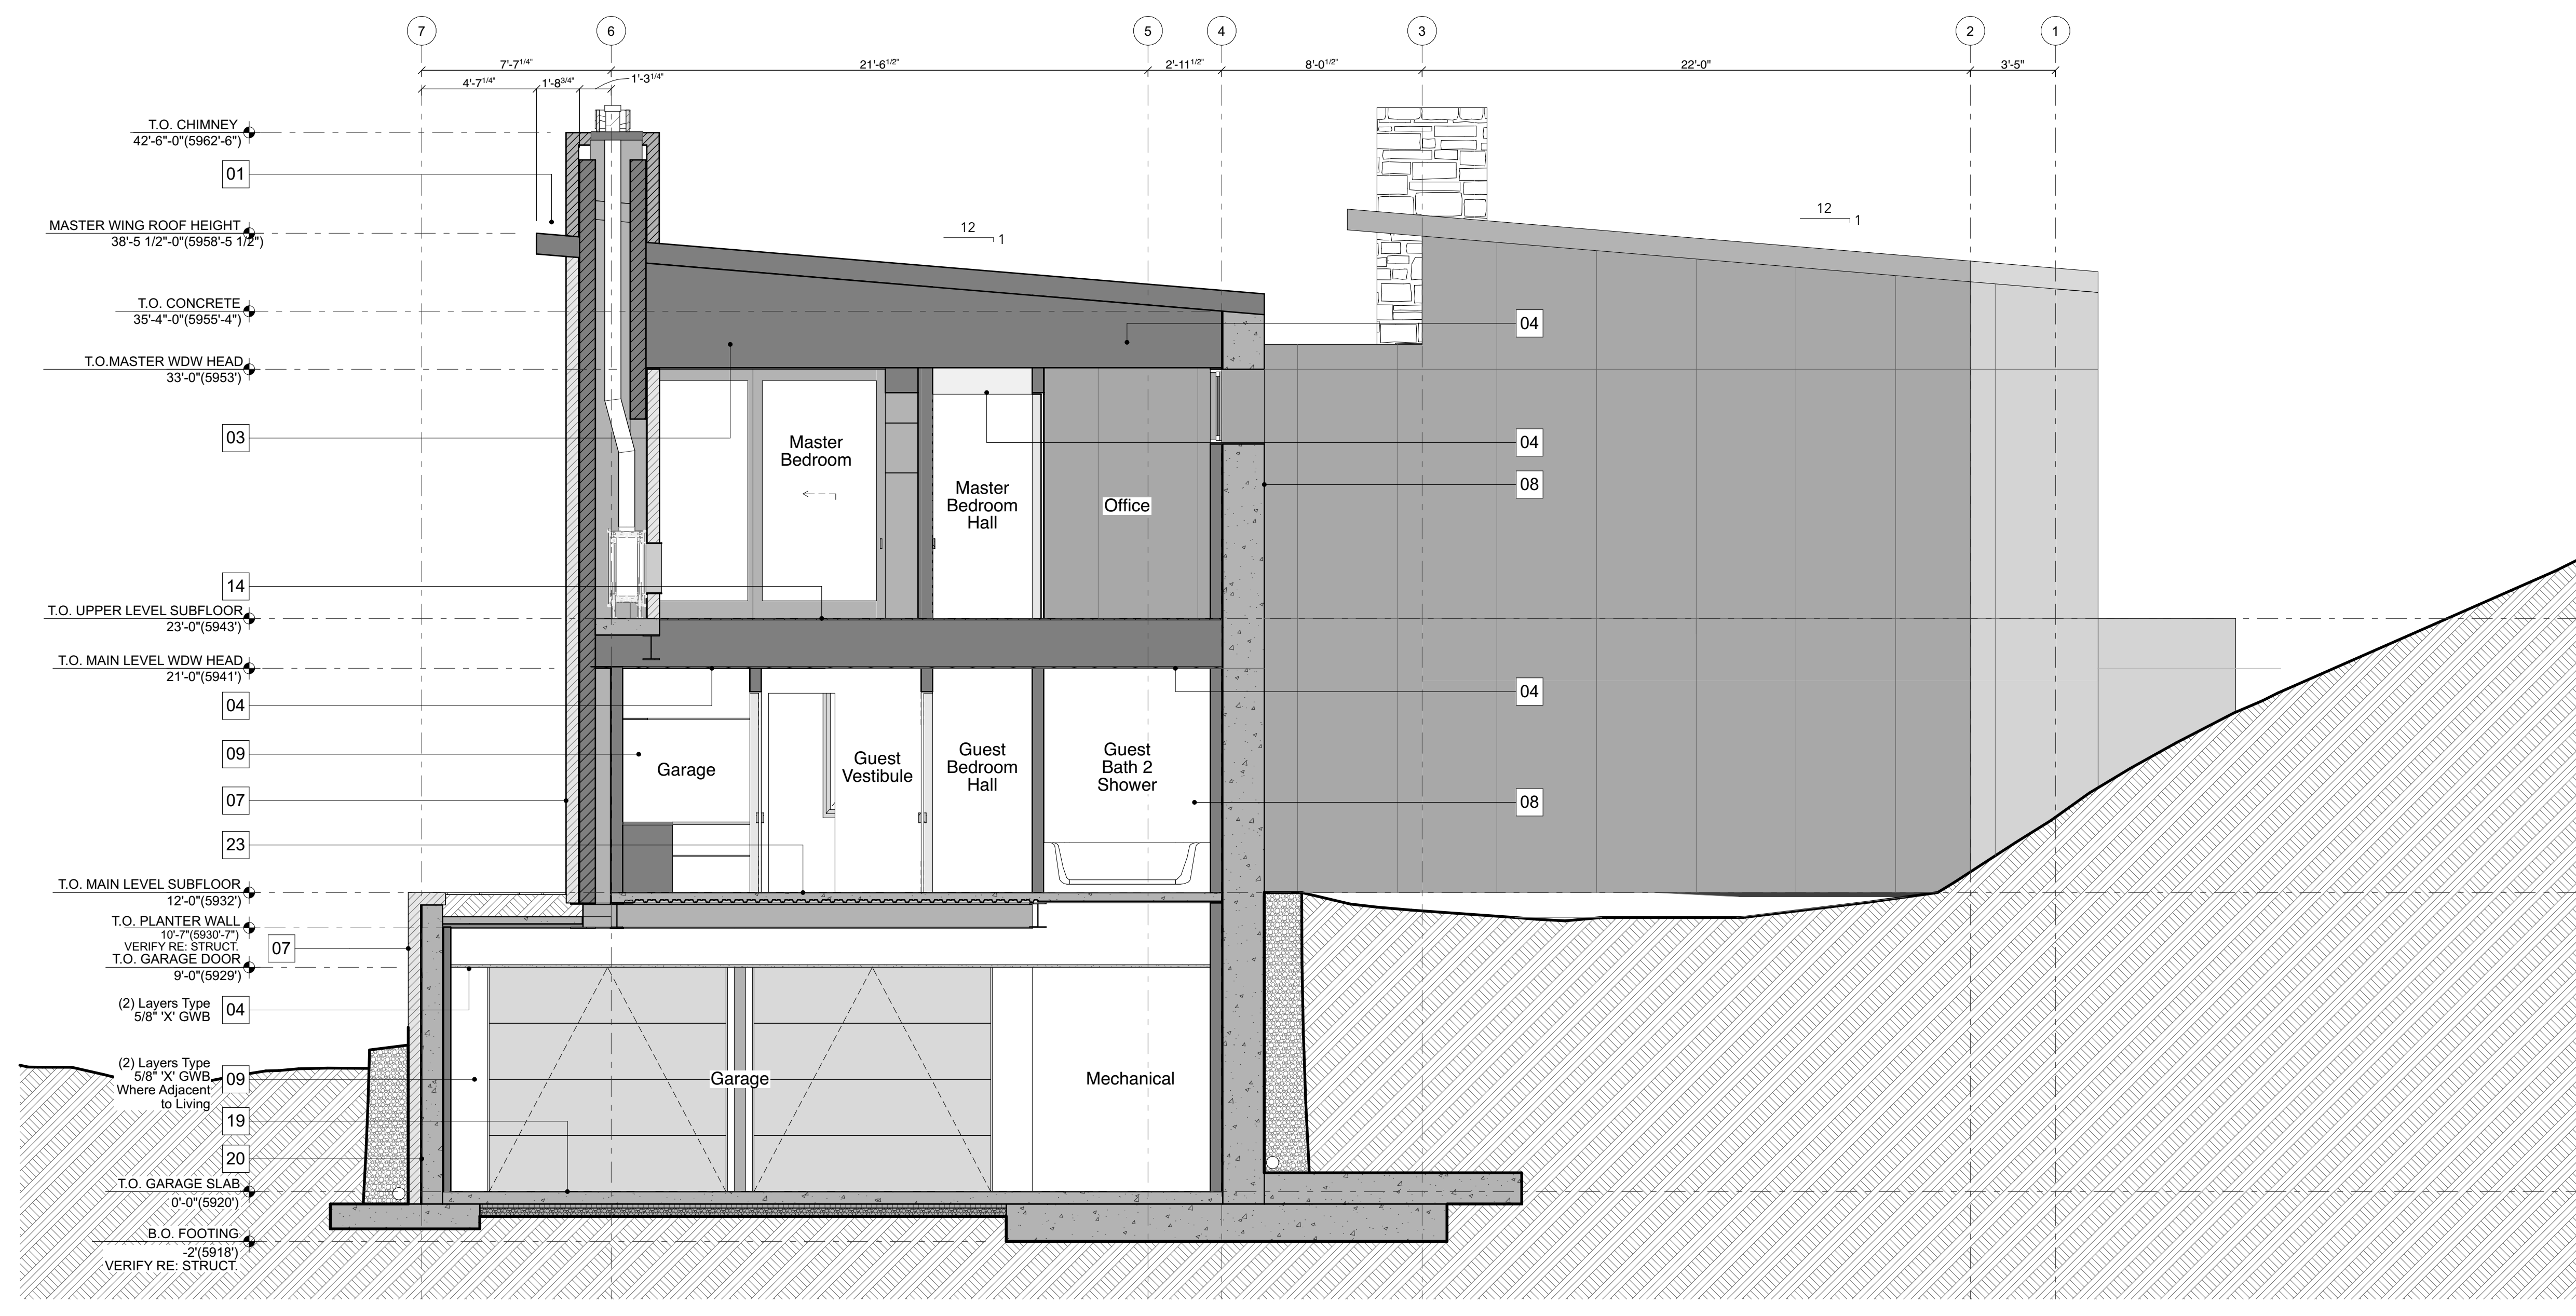 7 6 5 4 3 2 1
7'-7 1/4" 21'-6 1/2" 2'-11 1/2" 8'-0 1/2" 22'-0" 3'-5"
4'-7 1/4" 1'-8 3/4" 1'-3 1/4"
T.O. CHIMNEY
42'-6"-0"(5962'-6")
01
MASTER WING ROOF HEIGHT
38'-5 1/2"-0"(5958'-5 1/2")
12
1
12
1
T.O. CONCRETE
35'-4"-0"(5955'-4")
04
T.O.MASTER WDW HEAD
33'-0"(5953')
03
04
Master
Bedroom
08
Master
Bedroom
Hall
Office
14
T.O. UPPER LEVEL SUBFLOOR
23'-0"(5943')
T.O. MAIN LEVEL WDW HEAD
21'-0"(5941')
04
04
09
Garage
Guest
Vestibule
Guest
Bedroom
Hall
Guest
Bath 2
Shower
07
08
23
T.O. MAIN LEVEL SUBFLOOR
12'-0"(5932')
T.O. PLANTER WALL
10'-7"(5930'-7")
VERIFY RE: STRUCT.
07
T.O. GARAGE DOOR
9'-0"(5929')
(2) Layers Type
5/8" 'X' GWB
04
(2) Layers Type
5/8" 'X' GWB
Where Adjacent
to Living
09
Garage
Mechanical
19
20
T.O. GARAGE SLAB
0'-0"(5920')
B.O. FOOTING
-2'(5918')
VERIFY RE: STRUCT.